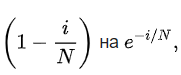 (1 − i/N) на e^{−i/N},